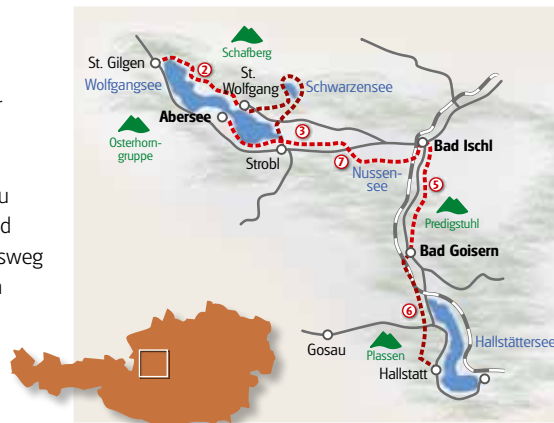 Schafberg
St. Gilgen
2
St.
Wolfgang
Wolfgangsee
Schwarzensee
Abersee
3
Osterhorn-
gruppe
Strobl
7
Bad Ischl
Nussen-
see
5
u
d
sweg
Predigstuhl
Bad Goisern
6
Gosau
Plassen
Hallstatt
Hallstättersee